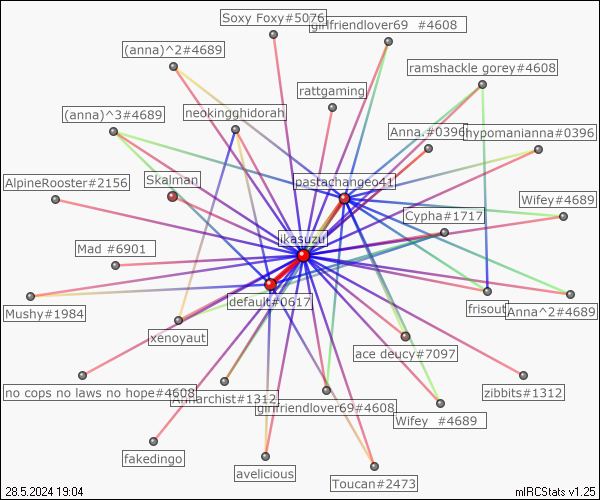 Soxy Foxy#5076
girlfriendlover69 #4608
(anna)^2#4689
ramshackle gorey#4608
rattgaming
(anna)^3#4689
neokingghidorah
Anna.#0396
hypomanianna#0396
AlpineRooster#2156
Skalman
pastachangeo41
Wifey#4689
Cypha#1717
ikasuzu
Mad #6901
default#0617
Mushy#1984
frisout
Anna^2#4689
xenoyaut
ace deucy#7097
no cops no laws no hope#4608
Annarchist#1312
girlfriendlover69#4608
zibbits#1312
Wifey #4689
fakedingo
avelicious
Toucan#2473
28.5.2024 19:04
mIRCStats v1.25